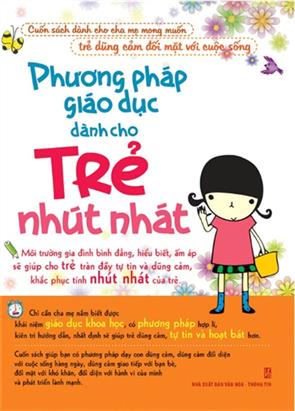 Cuốn sách dành cho cha mẹ mong muốn
trẻ dũng cảm đối mặt với cuộc sống
Phương pháp
giáo dục
dành cho
TRẺ
nhút nhát
Môi trường gia đình bình đẳng, hiểu biết, ấm áp
sẽ giúp cho trẻ tràn đầy tự tin và dũng cảm,
khắc phục tính nhút nhát của trẻ.
Chỉ cần cha mẹ nắm biết được
khái niệm giáo dục khoa học, có phương pháp hợp lí,
kiên trì hướng dẫn, nhất định sẽ giúp trẻ dũng cảm, tự tin và hoạt bát hơn.
Cuốn sách giúp bạn có phương pháp dạy con dũng cảm, dũng cảm đối diện
với cuộc sống hàng ngày, dũng cảm giao tiếp với bạn bè,
đối mặt với khó khăn, đối diện với hành vi của mình
và phát triển lành mạnh.
NHÀ XUẤT BẢN VĂN HÓA - THÔNG TIN